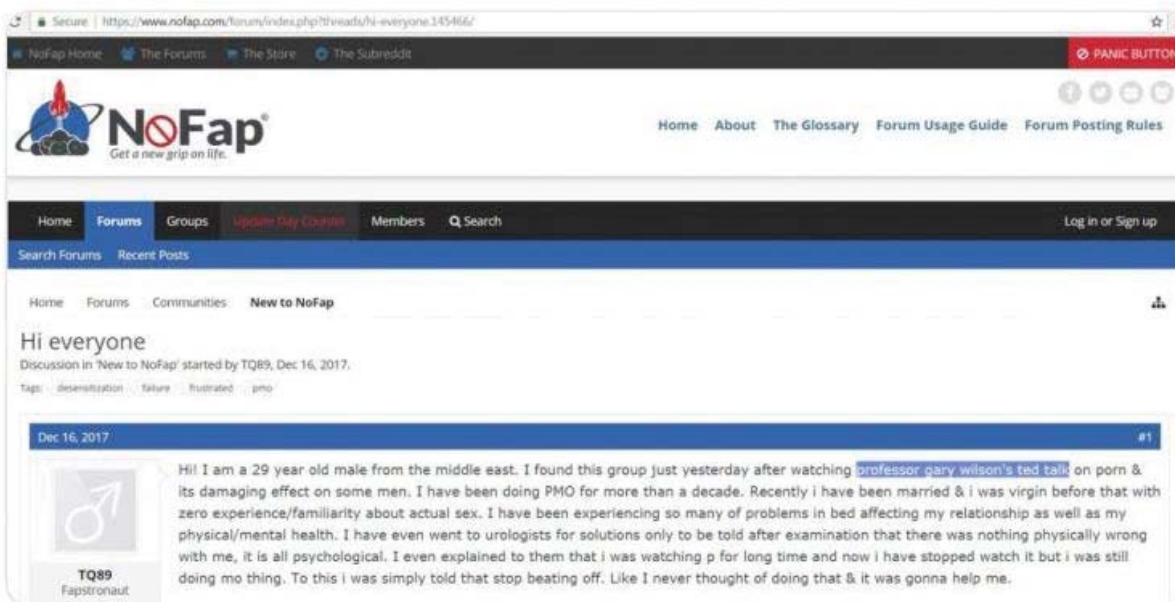 Secure | https://www.nofap.com/forum/index.php?threads/hi-everyone.145466/
NoFap Home The Forums The Store The Subreddit PANIC BUTTON
NoFap®
Get a new grip on life.
Home About The Glossary Forum Usage Guide Forum Posting Rules
Home Forums Groups Update Day Counter Members Search Log in or Sign up
Search Forums Recent Posts
Home Forums Communities New to NoFap
Hi everyone
Discussion in 'New to NoFap' started by TQ89, Dec 16, 2017.
Tags: desensitization failure frustrated pmo
Dec 16, 2017 #1
Hi! I am a 29 year old male from the middle east. I found this group just yesterday after watching professor gary wilson's ted talk on porn &
its damaging effect on some men. I have been doing PMO for more than a decade. Recently i have been married & i was virgin before that with
zero experience/familiarity about actual sex. I have been experiencing so many of problems in bed affecting my relationship as well as my
physical/mental health. I have even went to urologists for solutions only to be told after examination that there was nothing physically wrong
with me, it is all psychological. I even explained to them that i was watching p for long time and now i have stopped watch it but i was still
doing mo thing. To this i was simply told that stop beating off. Like I never thought of doing that & it was gonna help me.
TQ89
Fapstronaut